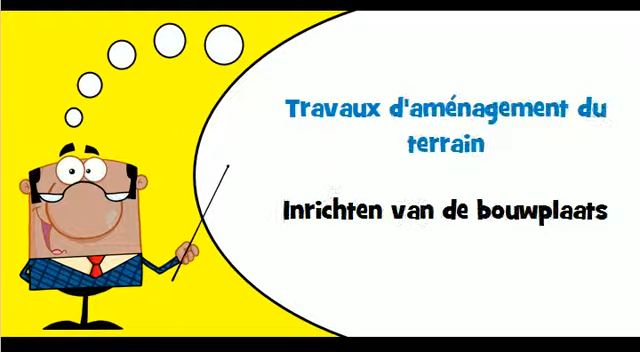 Travaux d'aménagement du
terrain
Inrichten van de bouwplaats